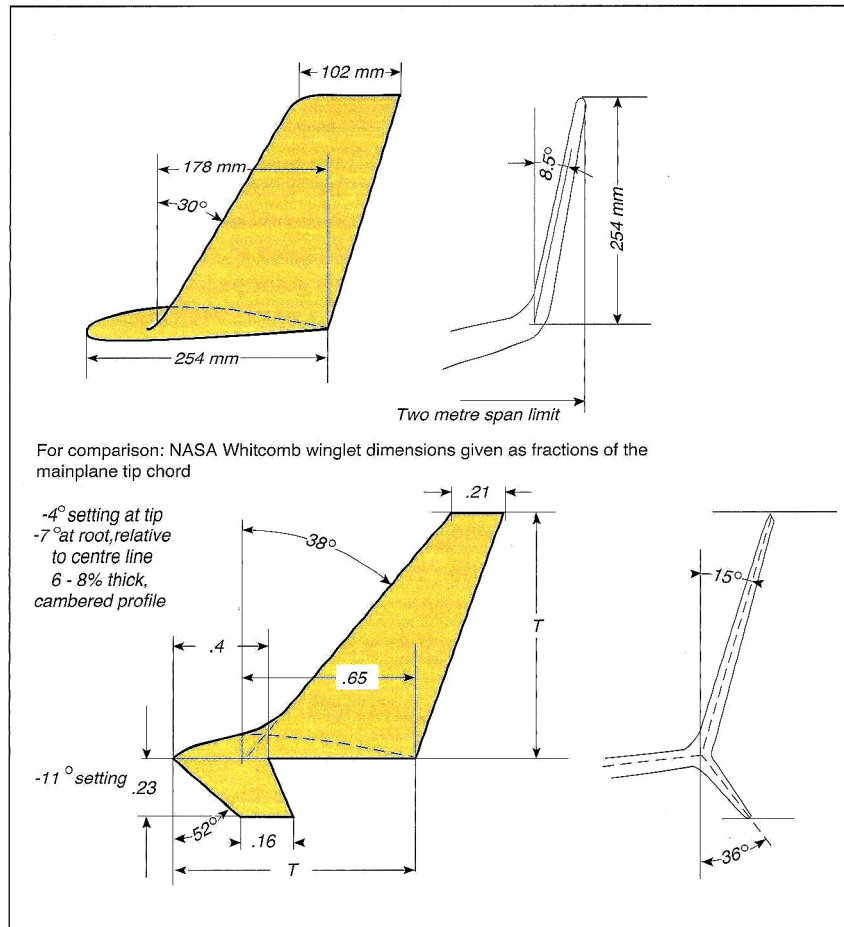 102 mm
178 mm
30°
8.5°
254 mm
254 mm
Two metre span limit
For comparison: NASA Whitcomb winglet dimensions given as fractions of the
mainplane tip chord
-4° setting at tip
-7° at root, relative
to centre line
6 - 8% thick,
cambered profile
.21
38°
15°
T
.4
.65
-11° setting
.23
52°
.16
T
36°